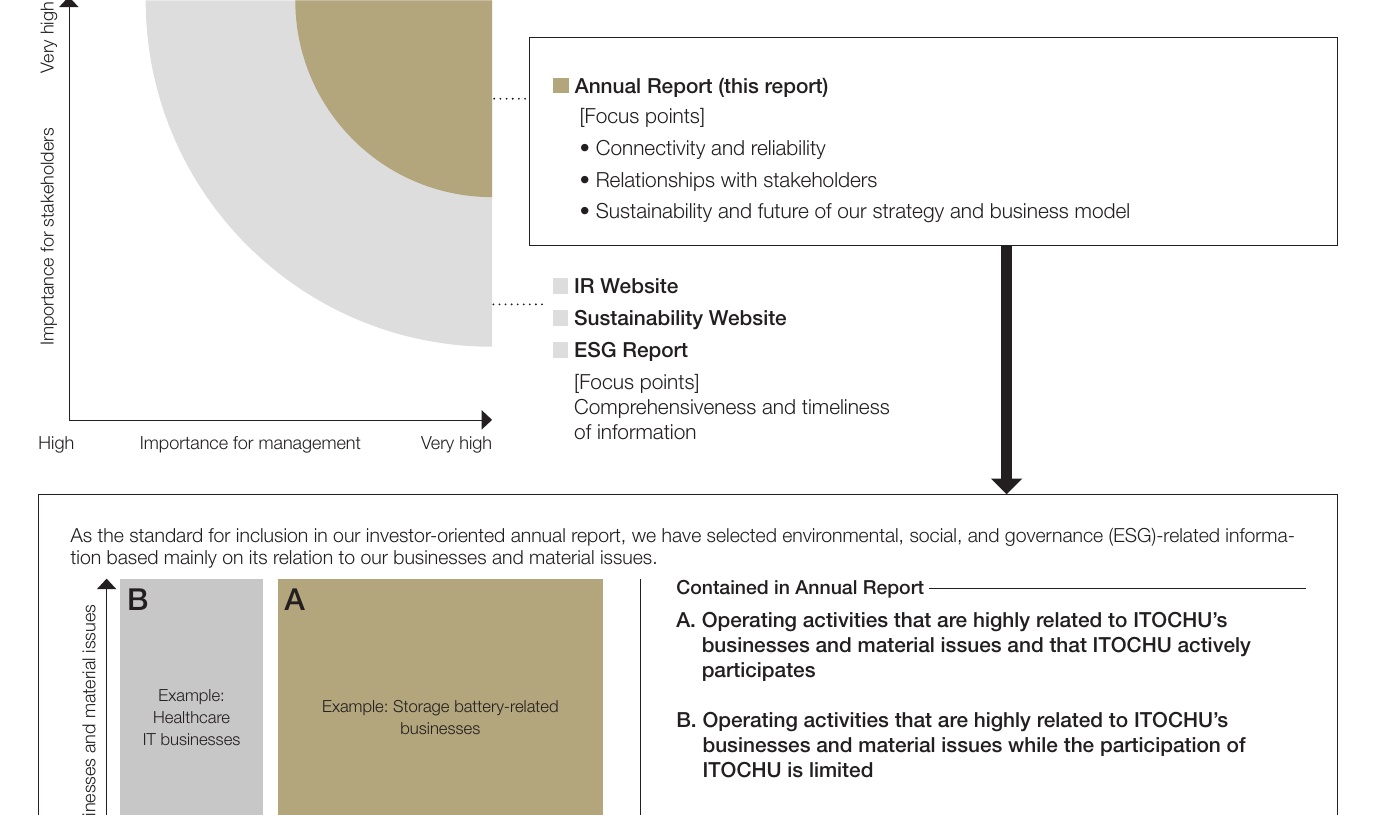 Very high
Importance for stakeholders
High
Importance for management
Very high
Annual Report (this report)
[Focus points]
• Connectivity and reliability
• Relationships with stakeholders
• Sustainability and future of our strategy and business model
IR Website
Sustainability Website
ESG Report
[Focus points]
Comprehensiveness and timeliness
of information
As the standard for inclusion in our investor-oriented annual report, we have selected environmental, social, and governance (ESG)-related informa-
tion based mainly on its relation to our businesses and material issues.
and material issues
B
Example:
Healthcare
IT businesses
A
Example: Storage battery-related
businesses
Contained in Annual Report
A. Operating activities that are highly related to ITOCHU’s
businesses and material issues and that ITOCHU actively
participates
B. Operating activities that are highly related to ITOCHU’s
businesses and material issues while the participation of
ITOCHU is limited